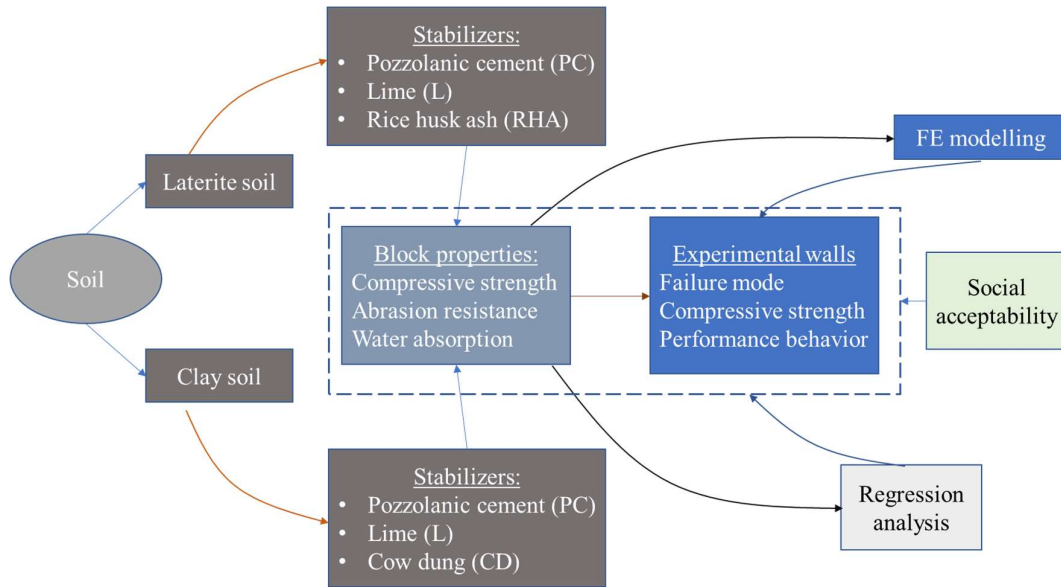 Stabilizers:
• Pozzolanic cement (PC)
• Lime (L)
• Rice husk ash (RHA)
FE modelling
Laterite soil
Soil
Block properties:
Compressive strength
Abrasion resistance
Water absorption
Experimental walls
Failure mode
Compressive strength
Performance behavior
Social
acceptability
Clay soil
Stabilizers:
• Pozzolanic cement (PC)
• Lime (L)
• Cow dung (CD)
Regression
analysis